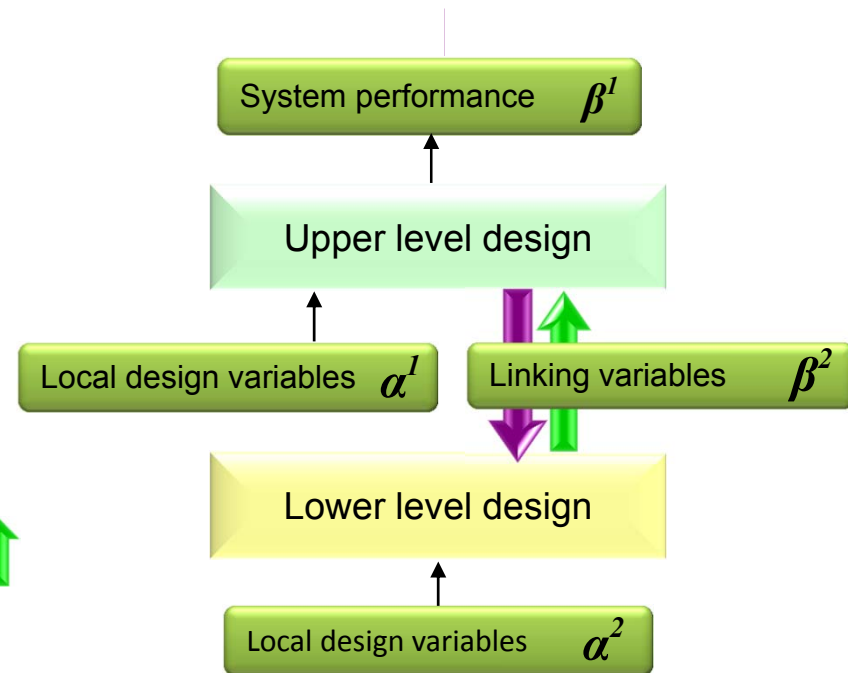 System performance β¹
Upper level design
Local design variables α¹
Linking variables β²
Lower level design
Local design variables α²